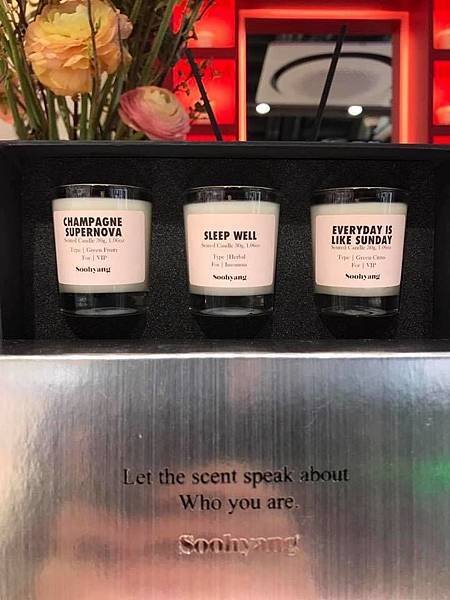 CHAMPAGNE
SUPERNOVA
Scented Candle 30g, 1.06oz
Type | Green Fruity
For | VIP
Soohyang
SLEEP WELL
Scented Candle 30g, 1.06oz
Type | Herbal
For | Insomnia
Soohyang
EVERYDAY IS
LIKE SUNDAY
Scented Candle 30g, 1.06oz
Type | Green Citrus
For | VIP
Soohyang
Let the scent speak about
Who you are.
Soohyang